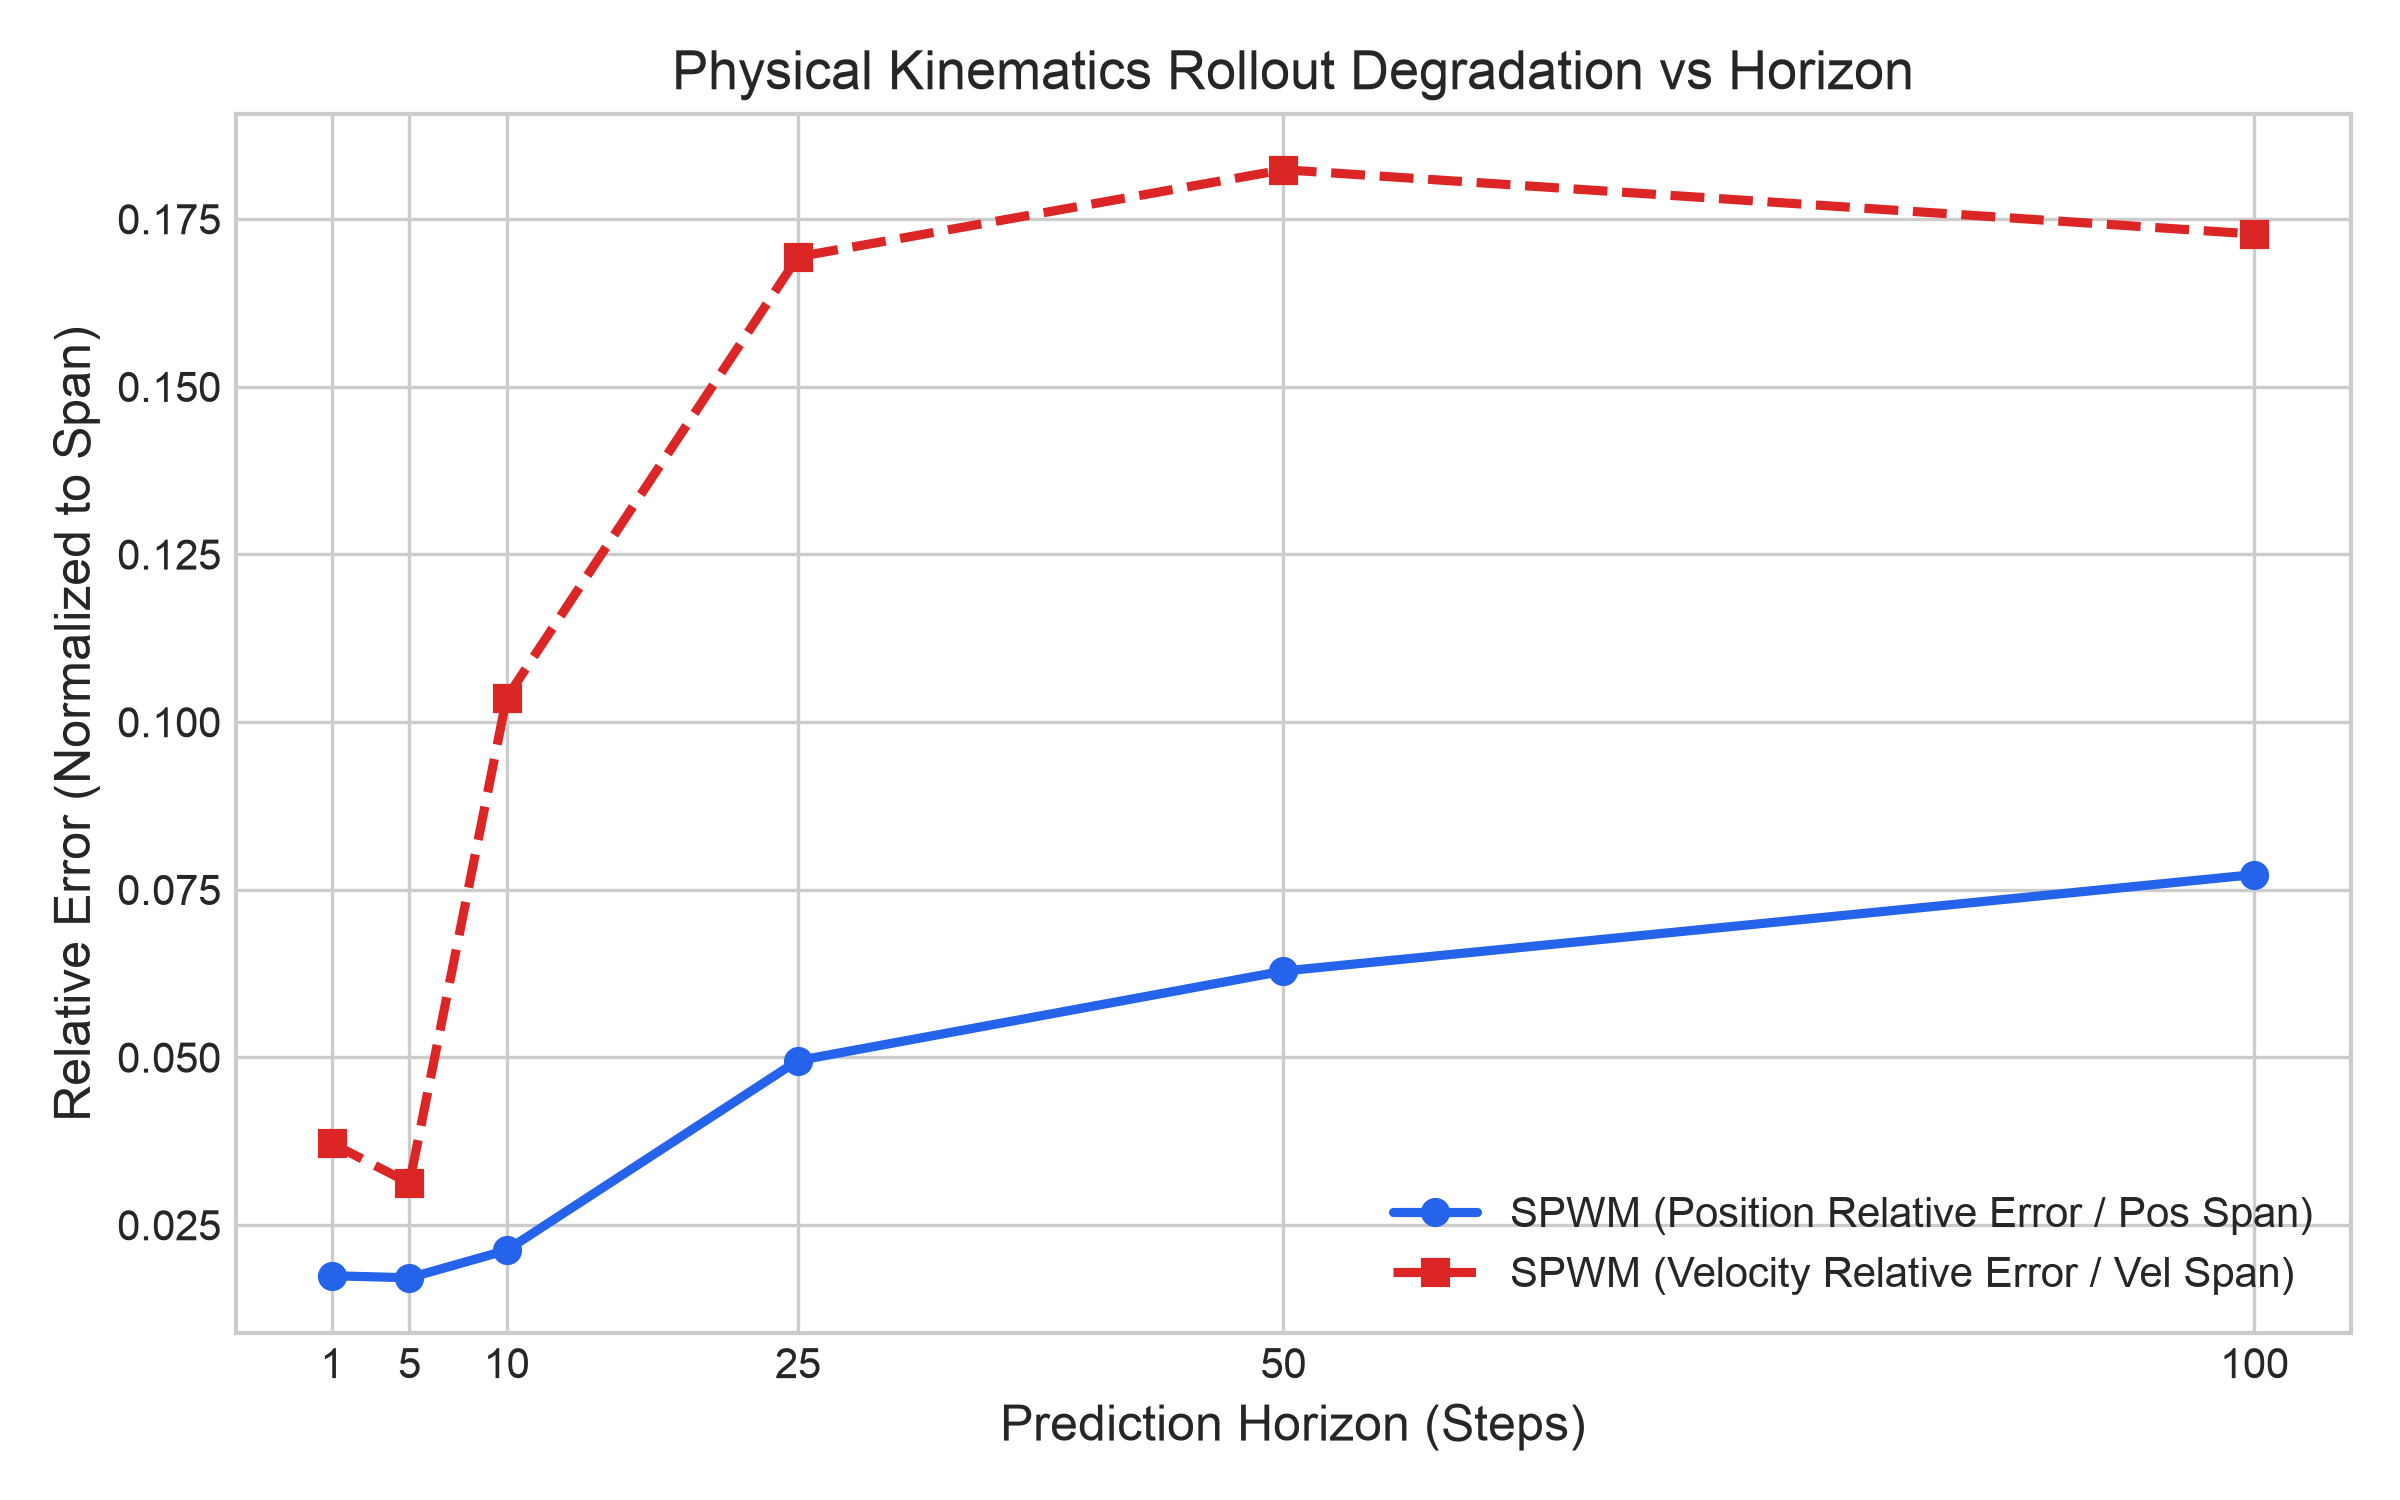 Physical Kinematics Rollout Degradation vs Horizon
Relative Error (Normalized to Span)
0.175
0.150
0.125
0.100
0.075
0.050
0.025
SPWM (Position Relative Error / Pos Span)
SPWM (Velocity Relative Error / Vel Span)
1 5 10 25 50 100
Prediction Horizon (Steps)